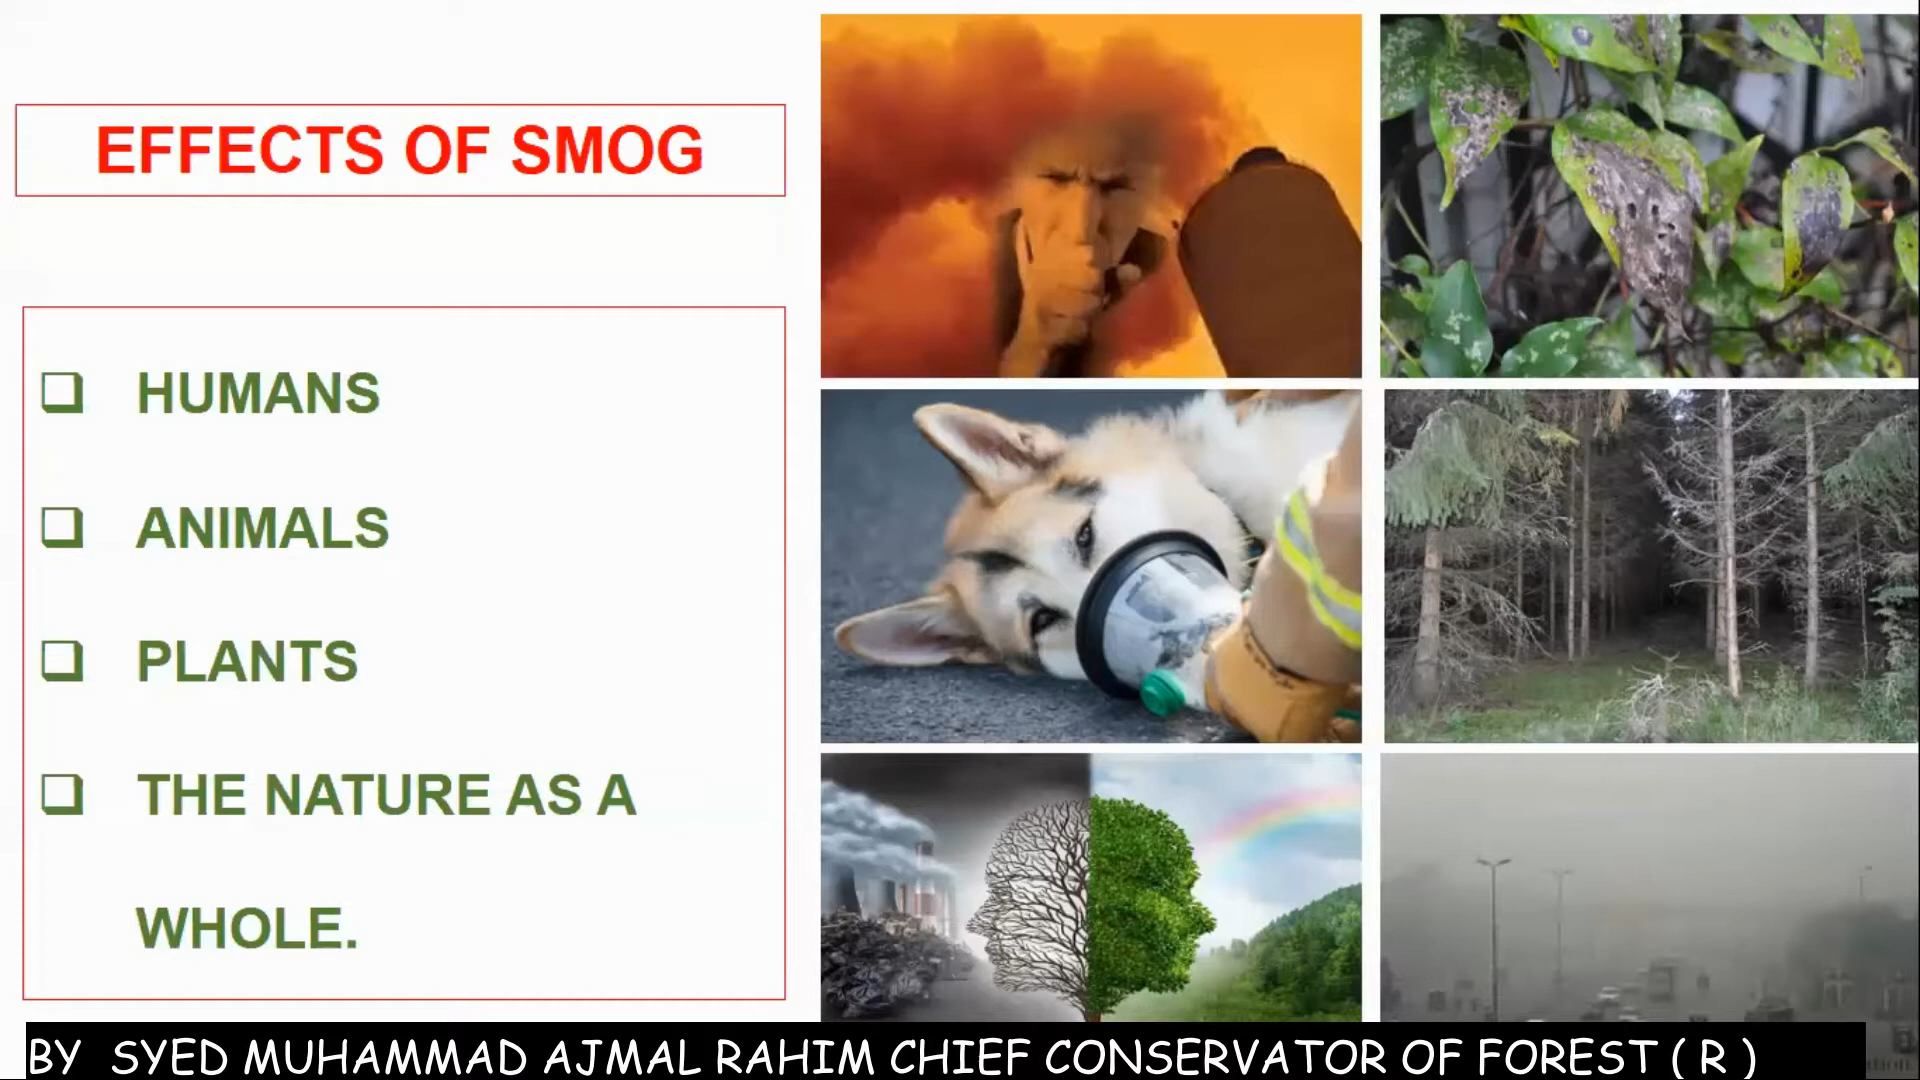 EFFECTS OF SMOG
HUMANS
ANIMALS
PLANTS
THE NATURE AS A
WHOLE.
BY SYED MUHAMMAD AJMAL RAHIM CHIEF CONSERVATOR OF FOREST ( R )